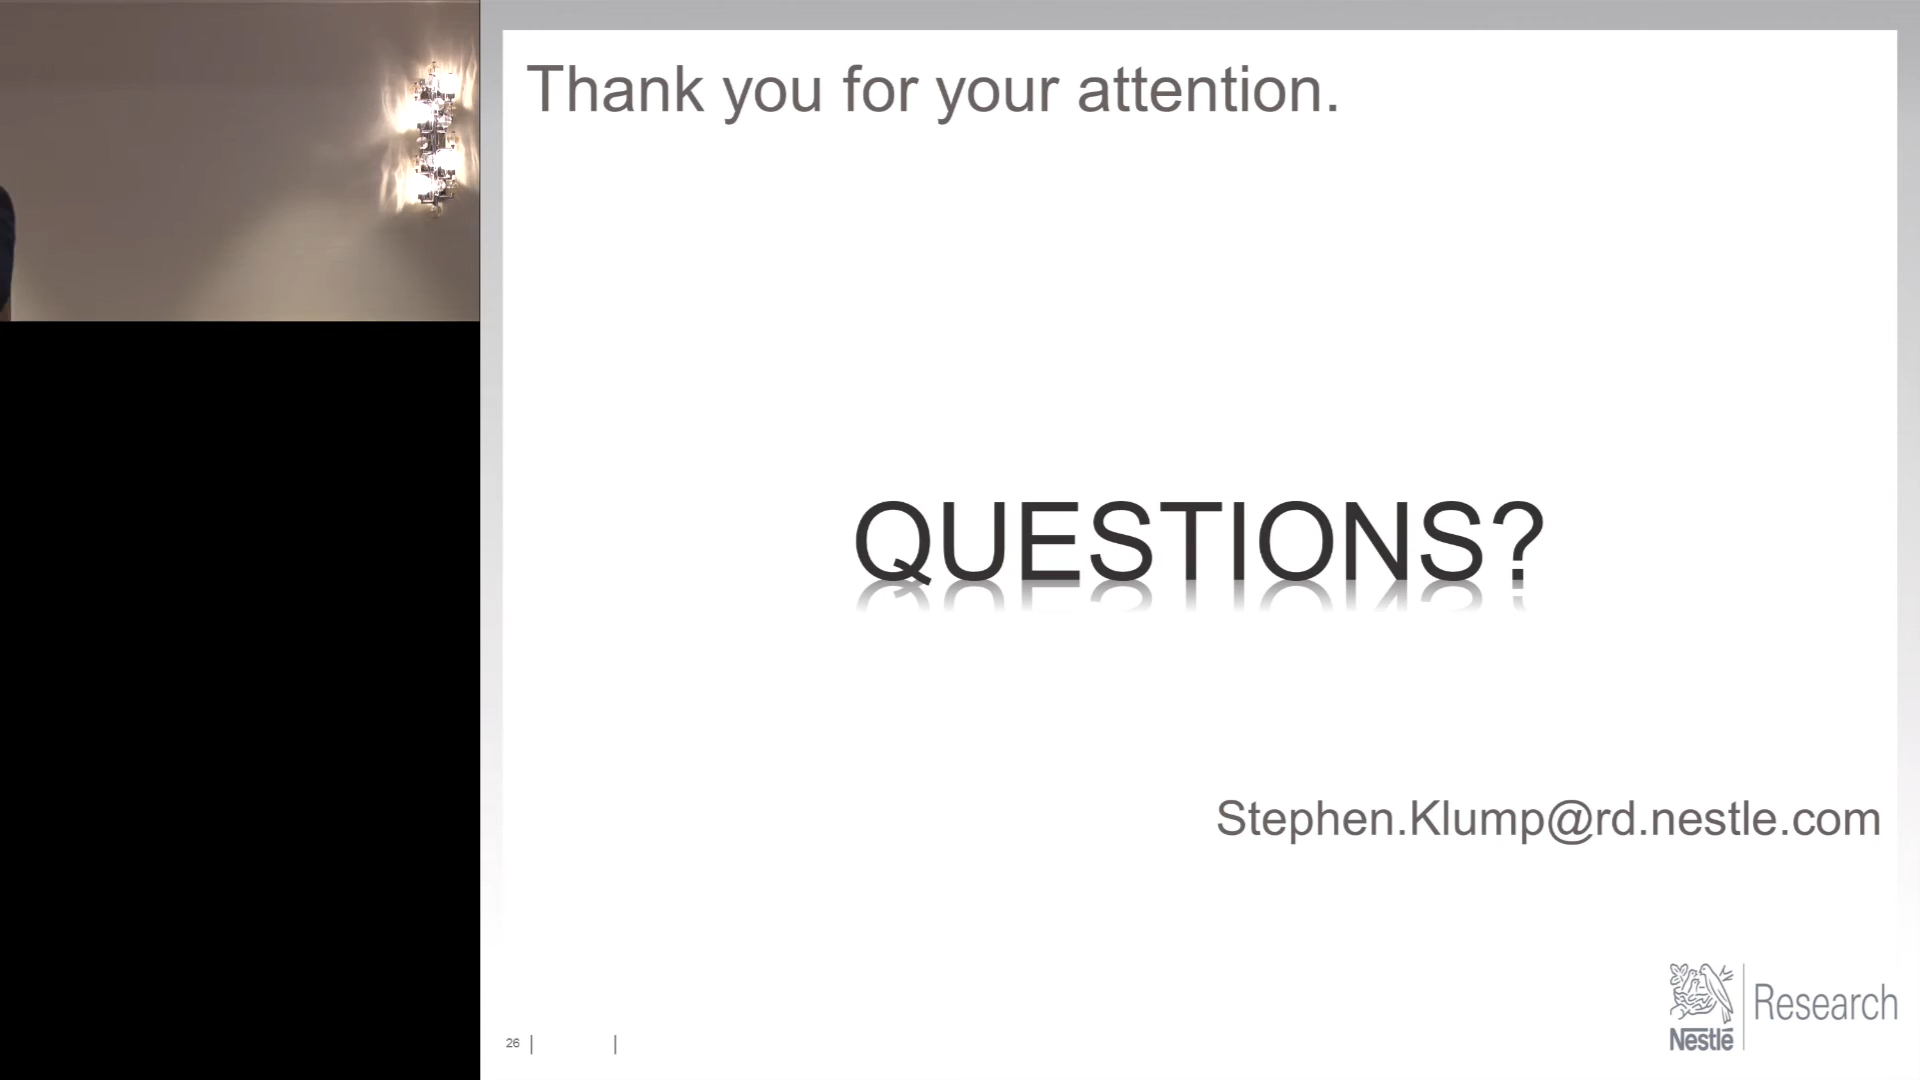 Thank you for your attention.
QUESTIONS?
Stephen.Klump@rd.nestle.com
Nestlé
Research
26